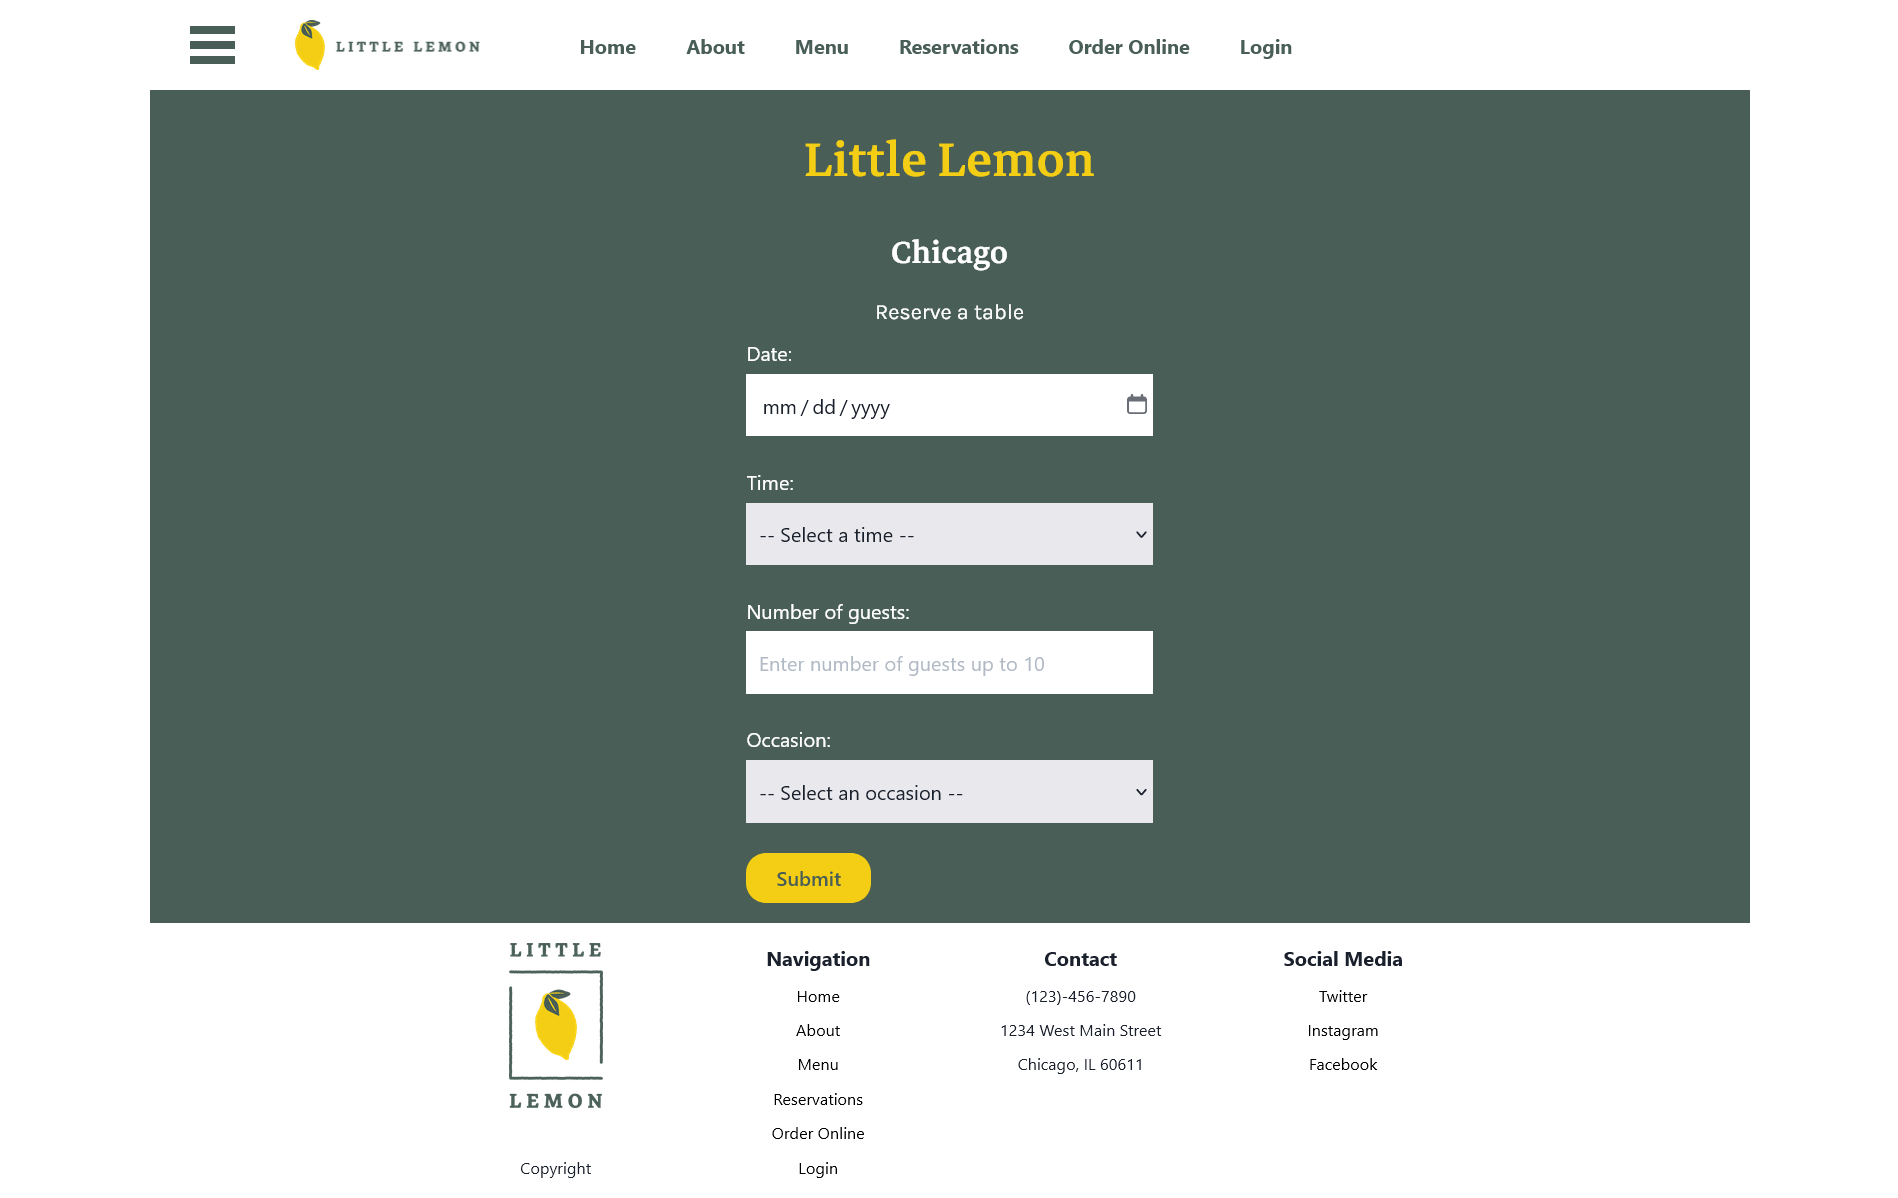 LITTLE LEMON Home About Menu Reservations Order Online Login
Little Lemon
Chicago
Reserve a table
Date:
mm / dd / yyyy
Time:
-- Select a time --
Number of guests:
Enter number of guests up to 10
Occasion:
-- Select an occasion --
Submit
LITTLE
LEMON
Copyright
Navigation
Home
About
Menu
Reservations
Order Online
Login
Contact
(123)-456-7890
1234 West Main Street
Chicago, IL 60611
Social Media
Twitter
Instagram
Facebook